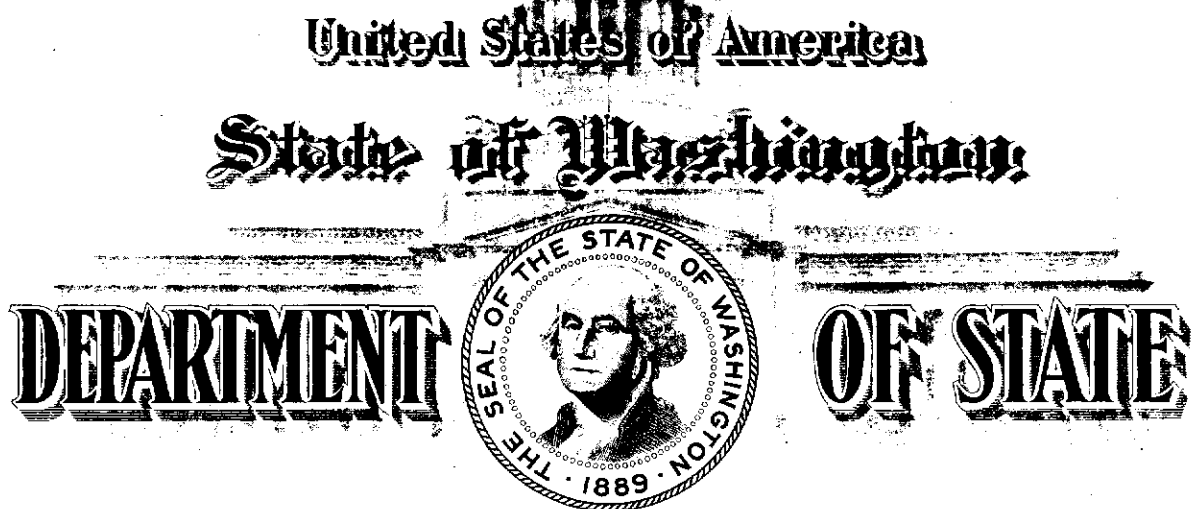 United States of America
State of Washington
DEPARTMENT OF STATE
THE SEAL OF THE STATE OF WASHINGTON
· 1889 ·